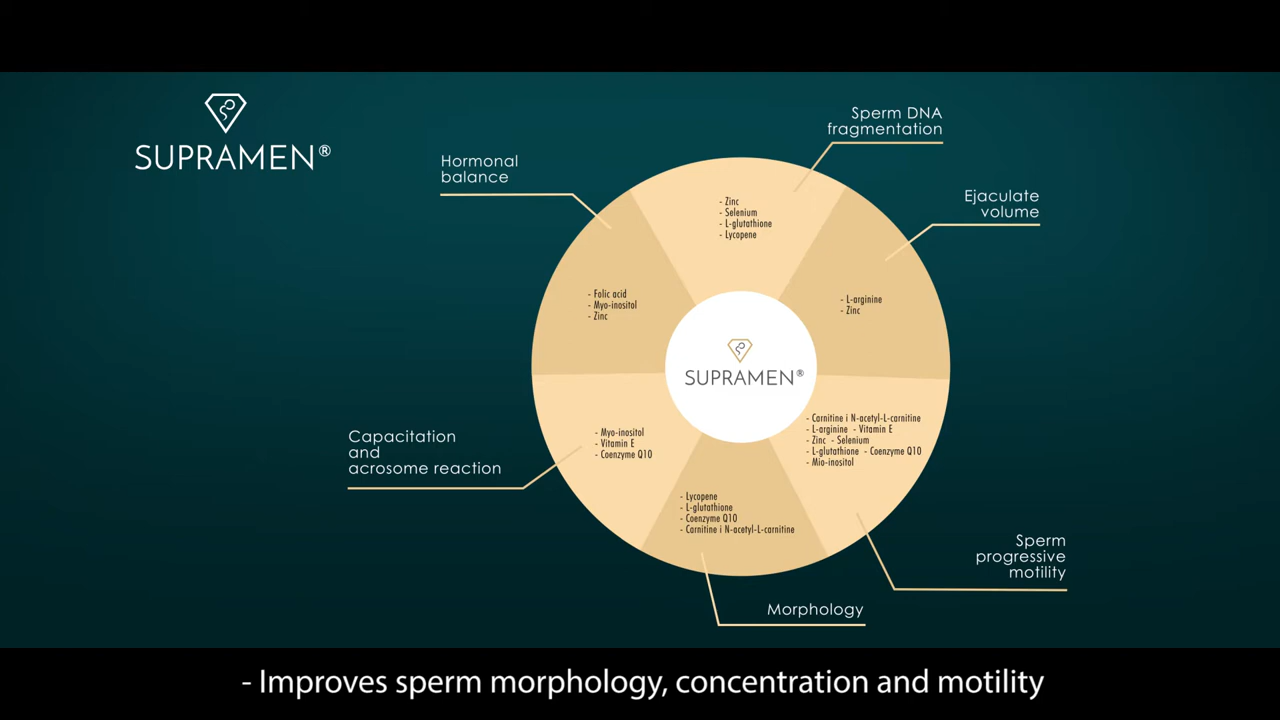 SUPRAMEN®
Sperm DNA
fragmentation
Hormonal
balance
Ejaculate
volume
- Zinc
- Selenium
- L-glutathione
- Lycopene
- Folic acid
- Myo-inositol
- Zinc
- L-arginine
- Zinc
SUPRAMEN®
Capacitation
and
acrosome reaction
- Myo-inositol
- Vitamin E
- Coenzyme Q10
- Carnitine i N-acetyl-L-carnitine
- L-arginine - Vitamin E
- Zinc - Selenium
- L-glutathione - Coenzyme Q10
- Mio-inositol
- Lycopene
- L-glutathione
- Coenzyme Q10
- Carnitine i N-acetyl-L-carnitine
Sperm
progressive
motility
Morphology
- Improves sperm morphology, concentration and motility